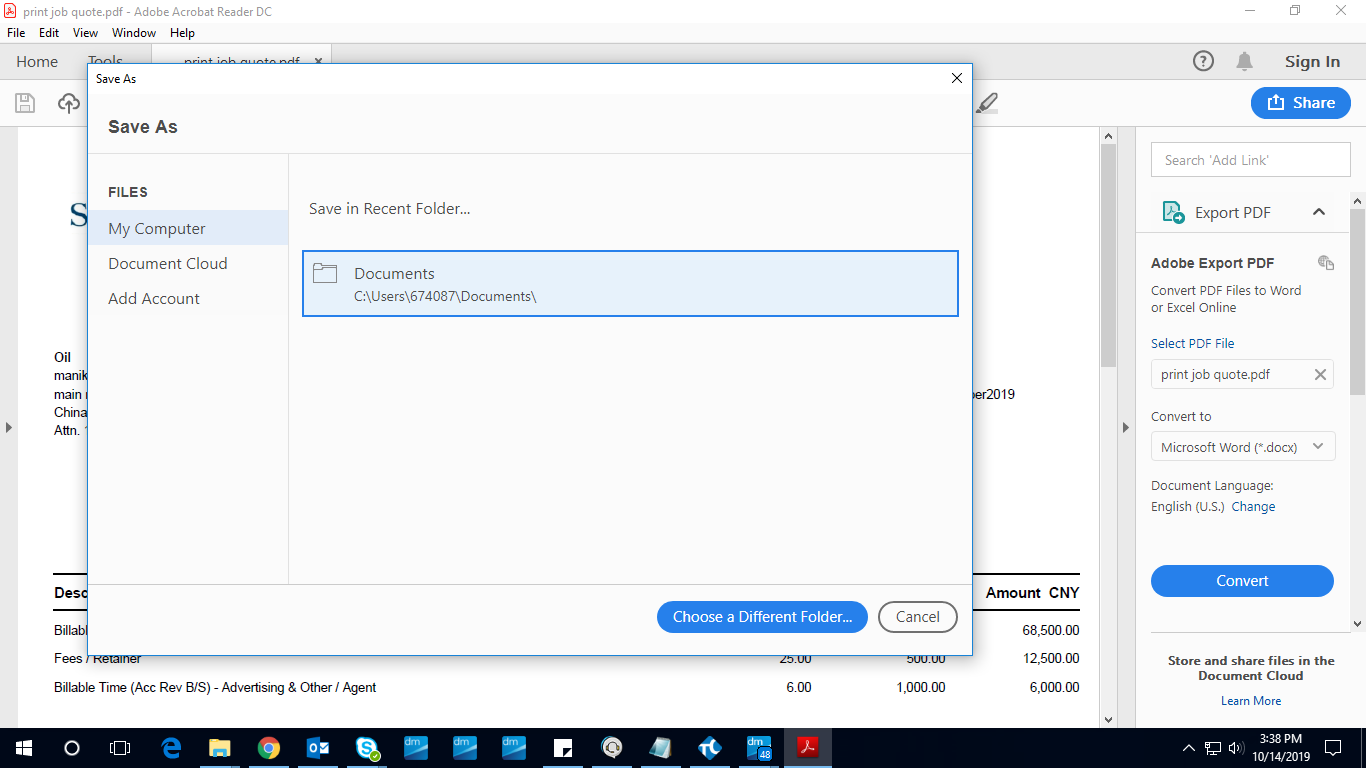 print job quote.pdf - Adobe Acrobat Reader DC
File Edit View Window Help
Home Tools print job quote.pdf × Sign In
Share
Save As
Save As
FILES
My Computer
Document Cloud
Add Account
Save in Recent Folder...
Documents
C:\Users\674087\Documents\
Choose a Different Folder...
Cancel
S
Oil
main
China
Attn.
Amount CNY
68,500.00
Fees / Retainer 25.00 500.00 12,500.00
Billable Time (Acc Rev B/S) - Advertising & Other / Agent 6.00 1,000.00 6,000.00
Search 'Add Link'
Export PDF
Adobe Export PDF
Convert PDF Files to Word
or Excel Online
Select PDF File
print job quote.pdf
Convert to
Microsoft Word (*.docx)
Document Language:
English (U.S.) Change
Convert
Store and share files in the
Document Cloud
Learn More
dm dm dm dm 48
3:38 PM
10/14/2019